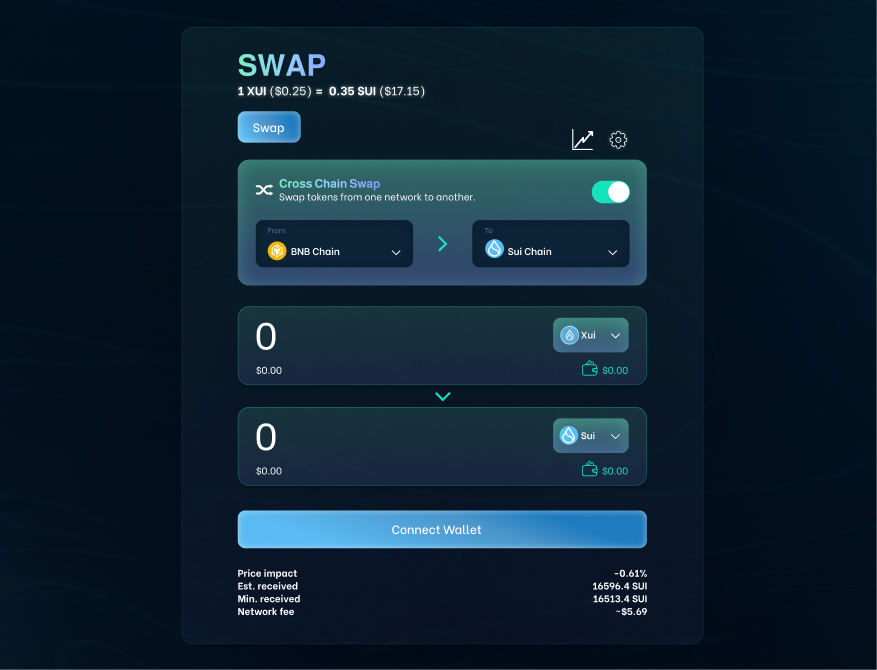 SWAP
1 XUI ($0.25) = 0.35 SUI ($17.15)
Swap
Cross Chain Swap
Swap tokens from one network to another.
From
BNB Chain
To
Sui Chain
0
Xui
$0.00
$0.00
0
Sui
$0.00
$0.00
Connect Wallet
Price impact
-0.61%
Est. received
16596.4 SUI
Min. received
16513.4 SUI
Network fee
~$5.69